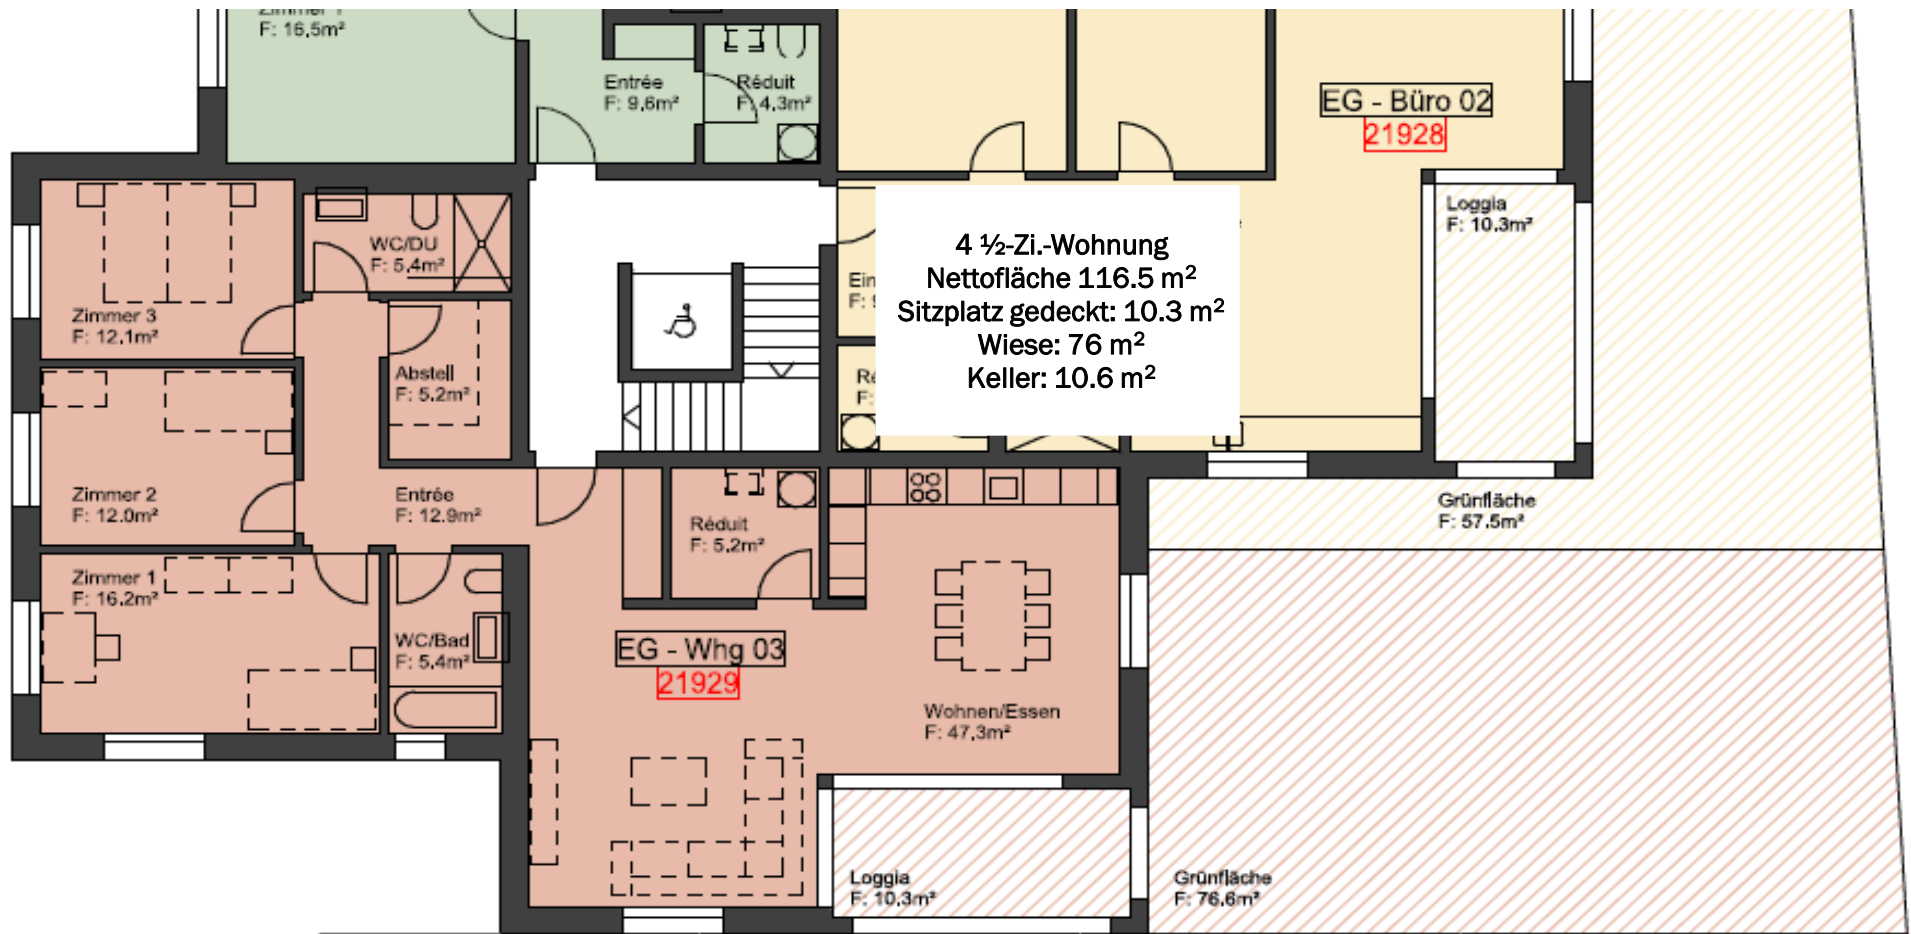 F: 16,5m²
Entrée
F: 9,6m²
Réduit
F: 4,3m²
EG - Büro 02
21928
Loggia
F: 10.3m²
WC/DU
F: 5,4m²
4 ½-Zi.-Wohnung
Nettofläche 116.5 m²
Sitzplatz gedeckt: 10.3 m²
Wiese: 76 m²
Keller: 10.6 m²
Zimmer 3
F: 12,1m²
Abstell
F: 5,2m²
Zimmer 2
F: 12.0m²
Entrée
F: 12.9m²
Réduit
F: 5,2m²
Grünfläche
F: 57.5m²
Zimmer 1
F: 16.2m²
WC/Bad
F: 5.4m²
EG - Whg 03
21929
Wohnen/Essen
F: 47,3m²
Loggia
F: 10,3m²
Grünfläche
F: 76,6m²